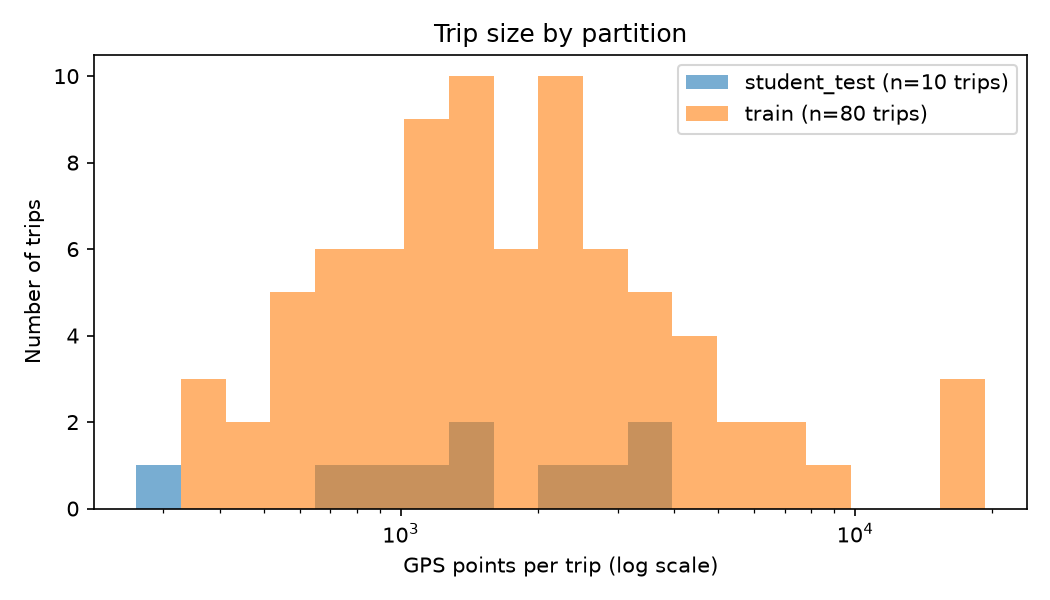 Trip size by partition
student_test (n=10 trips)
train (n=80 trips)
Number of trips
10
8
6
4
2
0
10³
10⁴
GPS points per trip (log scale)